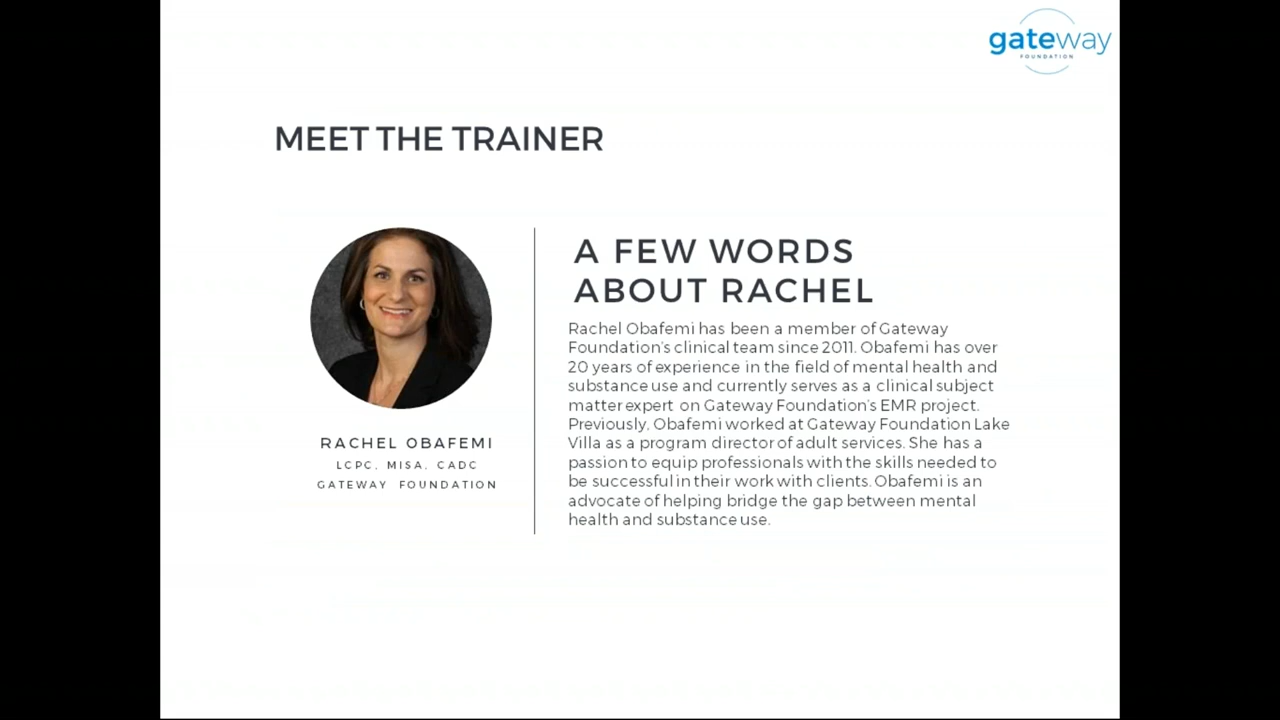 gateway
FOUNDATION
MEET THE TRAINER
RACHEL OBAFEMI
LCPC, MISA, CADC
GATEWAY FOUNDATION
A FEW WORDS
ABOUT RACHEL
Rachel Obafemi has been a member of Gateway
Foundation's clinical team since 2011. Obafemi has over
20 years of experience in the field of mental health and
substance use and currently serves as a clinical subject
matter expert on Gateway Foundation's EMR project.
Previously, Obafemi worked at Gateway Foundation Lake
Villa as a program director of adult services. She has a
passion to equip professionals with the skills needed to
be successful in their work with clients. Obafemi is an
advocate of helping bridge the gap between mental
health and substance use.